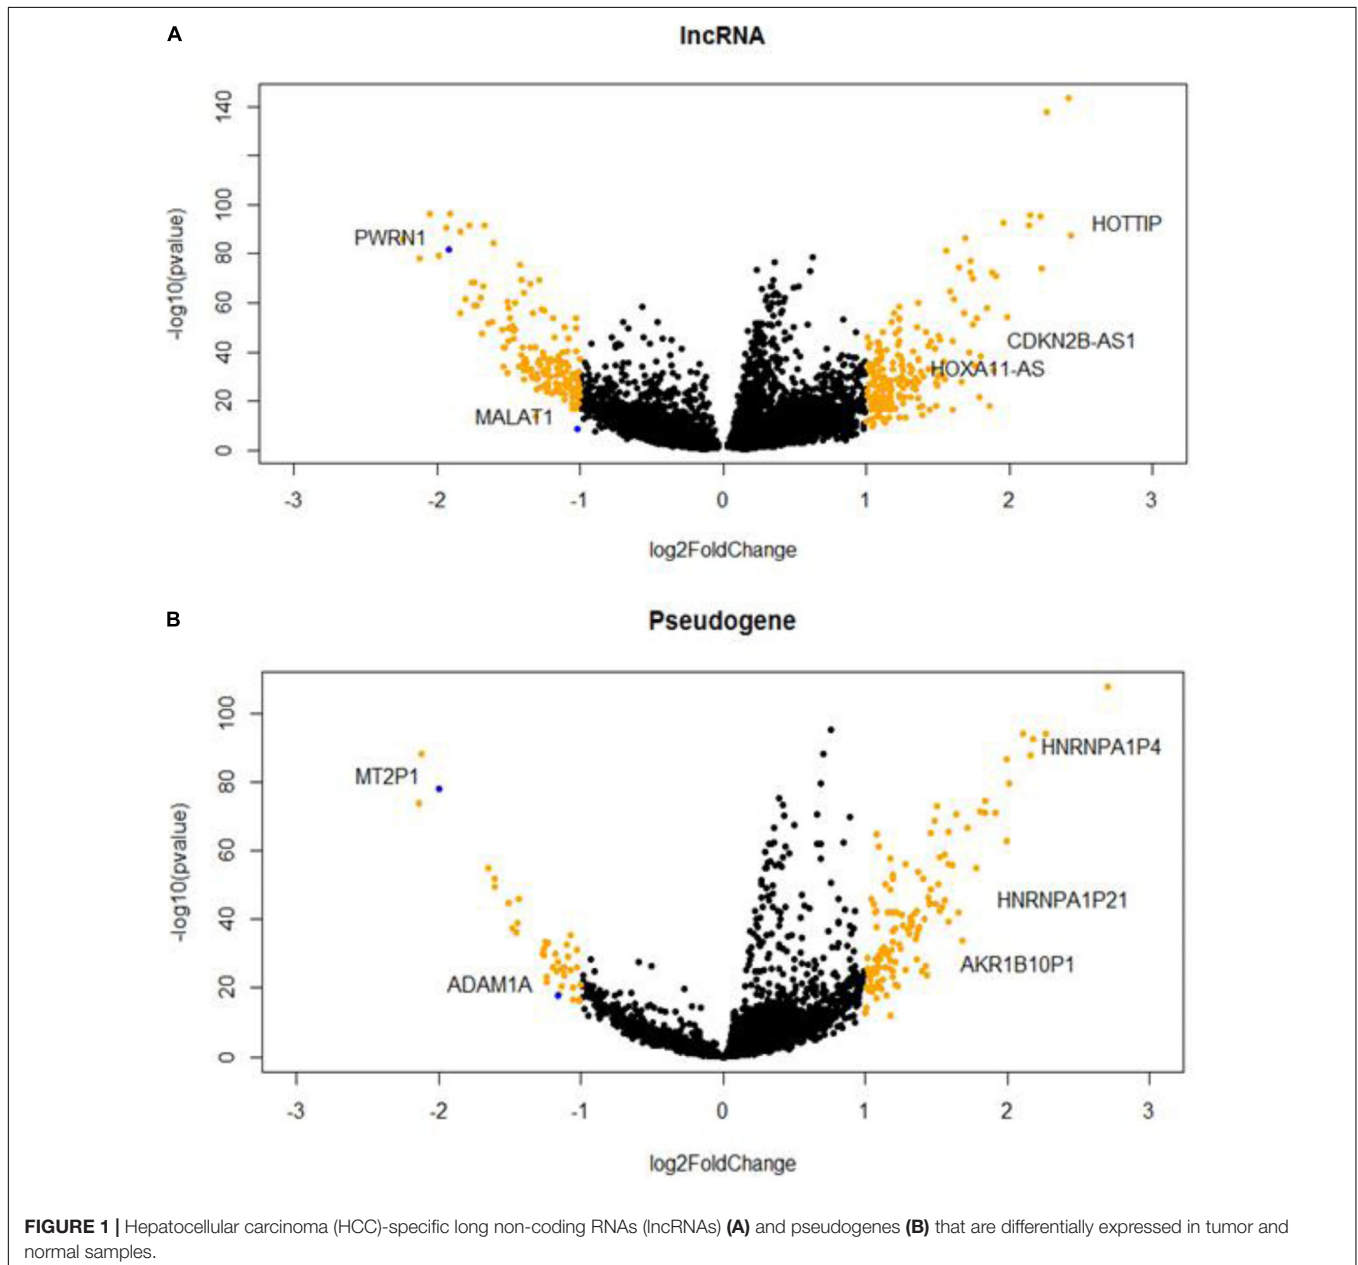 A
lncRNA
-log10(pvalue)
140
100
80
60
40
20
0
PWRN1
HOTTIP
CDKN2B-AS1
HOXA11-AS
MALAT1
-3 -2 -1 0 1 2 3
log2FoldChange
B
Pseudogene
-log10(pvalue)
100
80
60
40
20
0
HNRNPA1P4
MT2P1
HNRNPA1P21
AKR1B10P1
ADAM1A
-3 -2 -1 0 1 2 3
log2FoldChange
FIGURE 1 | Hepatocellular carcinoma (HCC)-specific long non-coding RNAs (lncRNAs) (A) and pseudogenes (B) that are differentially expressed in tumor and
normal samples.